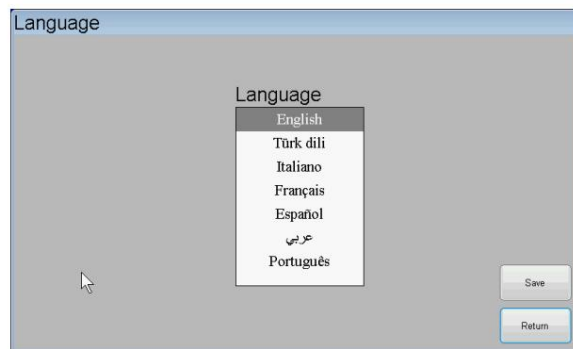 Language
Language
English
Türk dili
Italiano
Français
Español
عربي
Português
Save
Return